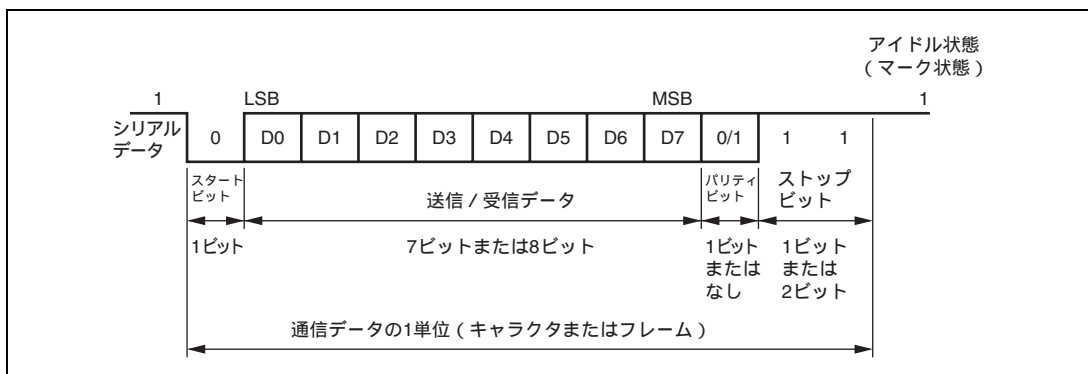 アイドル状態
(マーク状態)
1 LSB MSB 1
シリアル
データ
0 D0 D1 D2 D3 D4 D5 D6 D7 0/1 1 1
スタート
ビット
送信 / 受信データ
パリティ
ビット
ストップ
ビット
1ビット
7ビットまたは8ビット
1ビット
または
なし
1ビット
または
2ビット
通信データの1単位(キャラクタまたはフレーム)